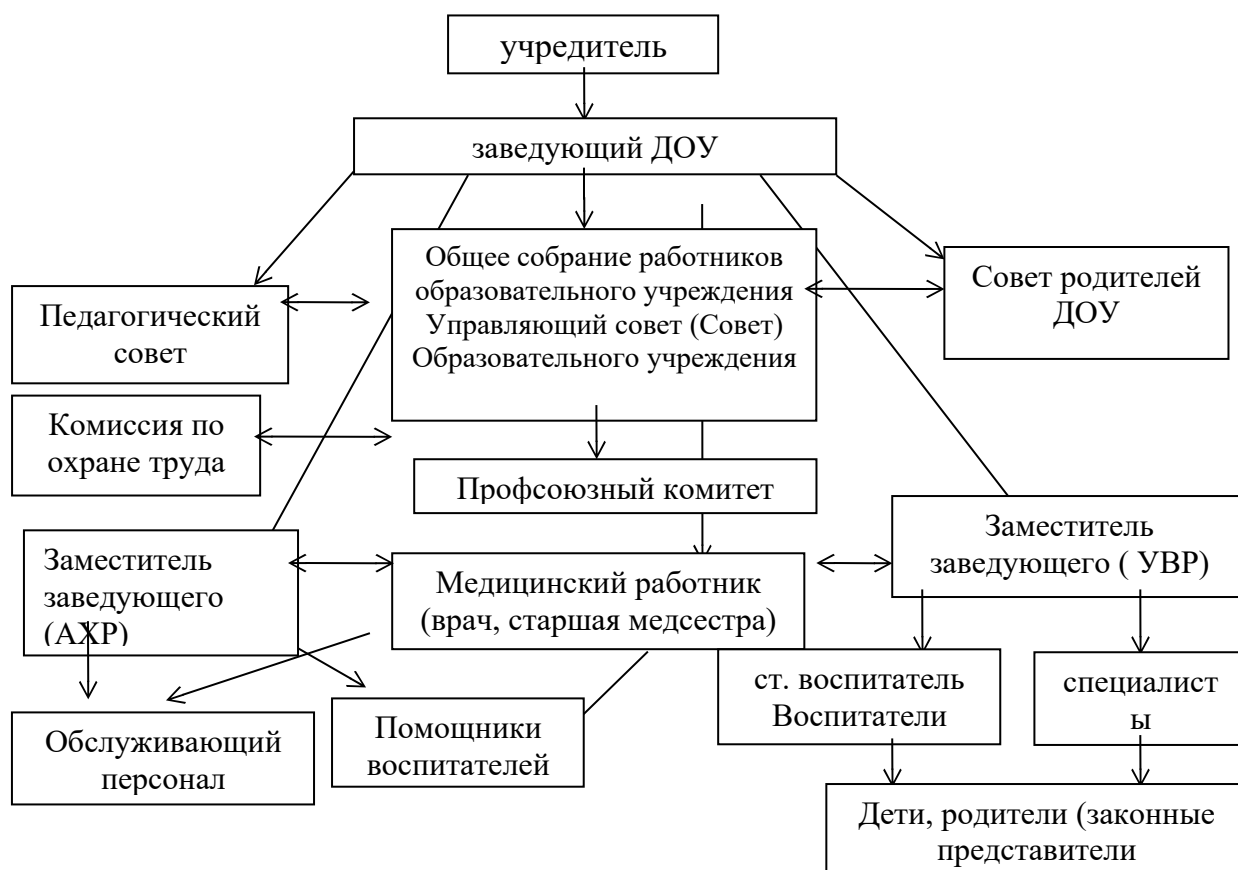 учредитель
заведующий ДОУ
Общее собрание работников
образовательного учреждения
Управляющий совет (Совет)
Образовательного учреждения
Совет родителей
ДОУ
Педагогический
совет
Комиссия по
охране труда
Профсоюзный комитет
Заместитель
заведующего ( УВР)
Заместитель
заведующего
(АХР)
Медицинский работник
(врач, старшая медсестра)
ст. воспитатель
Воспитатели
специалист
ы
Обслуживающий
персонал
Помощники
воспитателей
Дети, родители (законные
представители